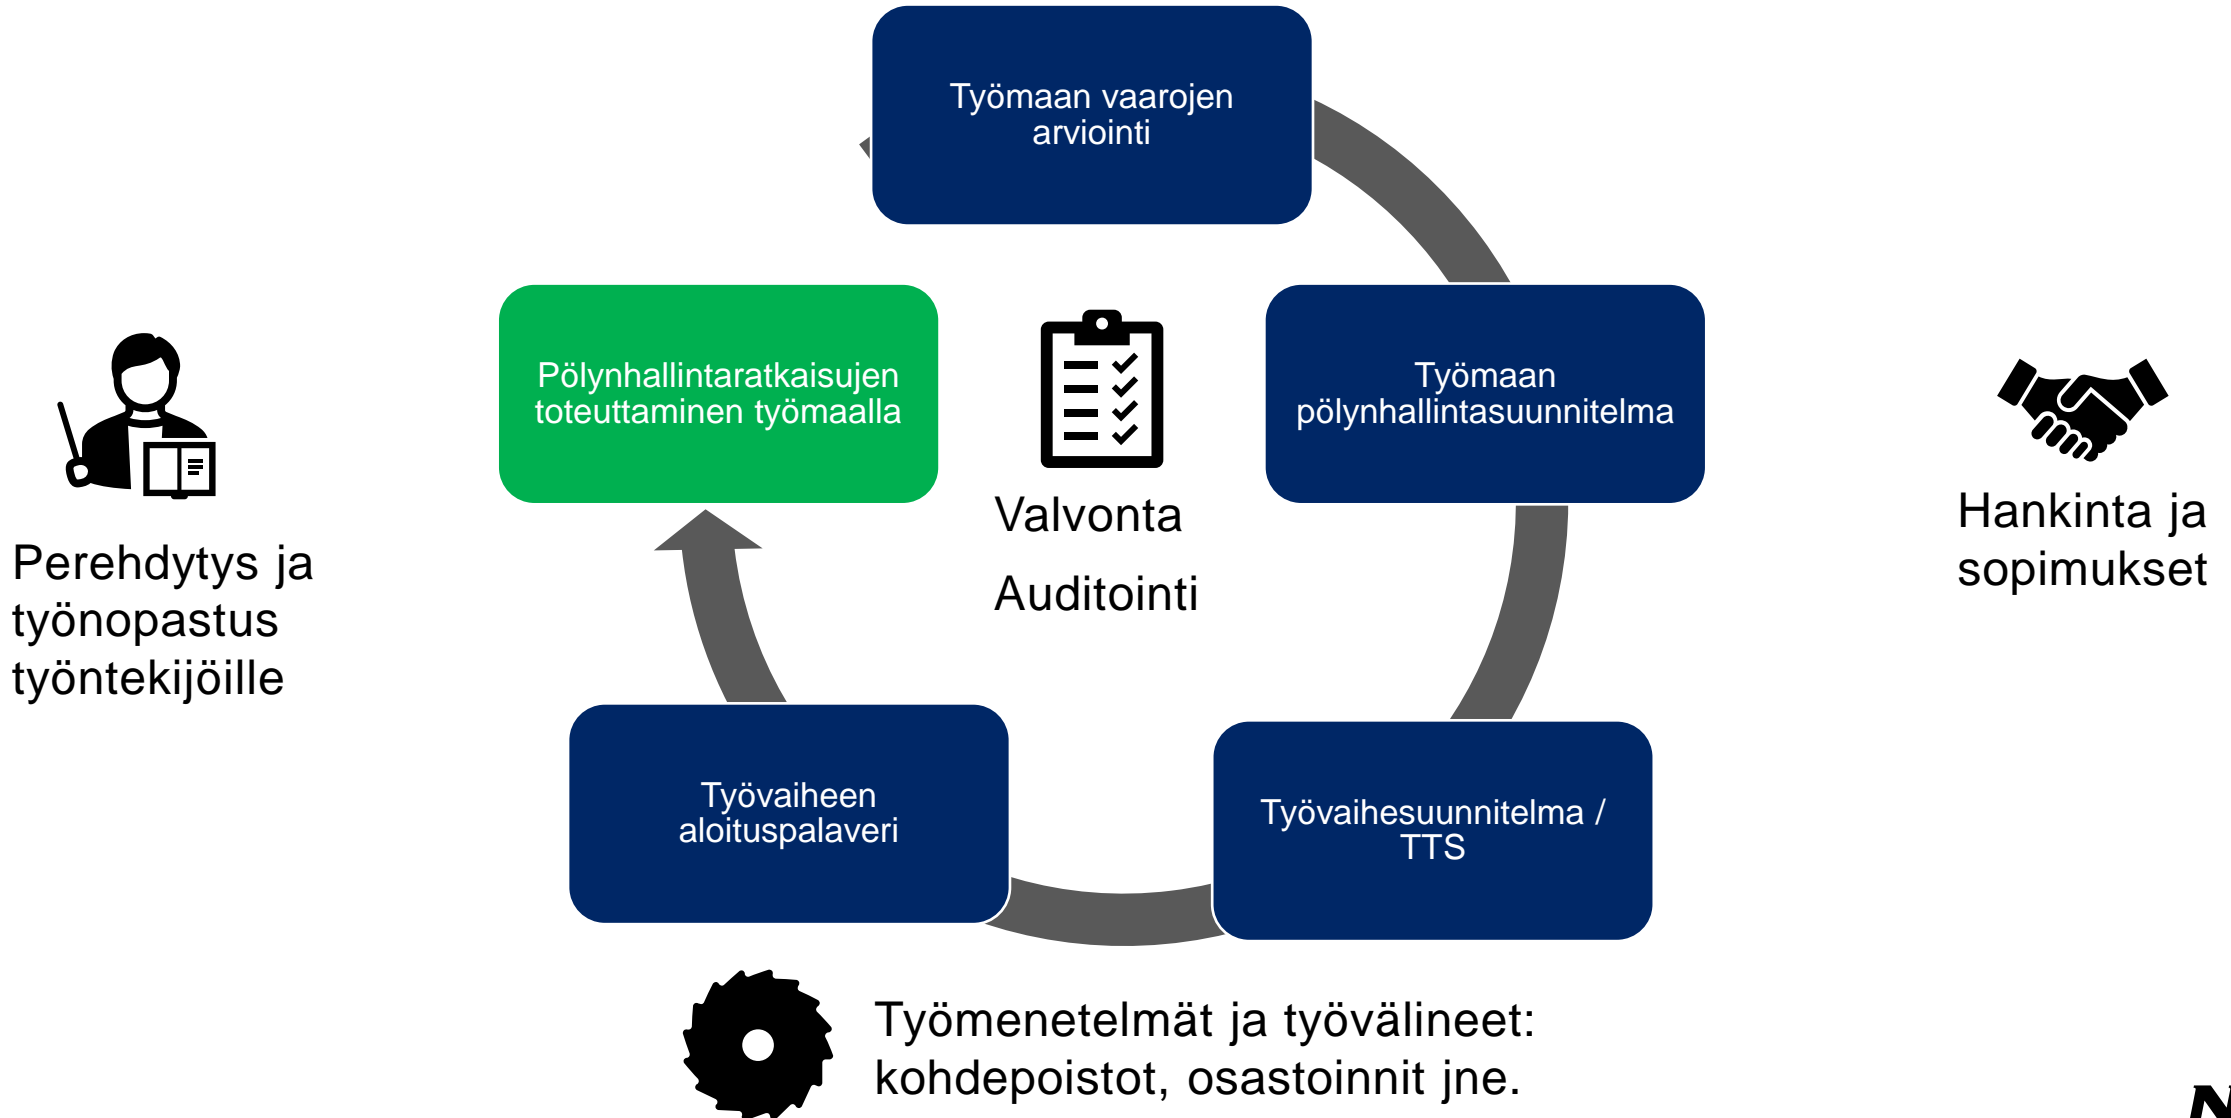 Työmaan vaarojen
arviointi
Pölynhallintaratkaisujen
toteuttaminen työmaalla
Työmaan
pölynhallintasuunnitelma
Valvonta
Auditointi
Hankinta ja
sopimukset
Perehdytys ja
työnopastus
työntekijöille
Työvaiheen
aloituspalaveri
Työvaihesuunnitelma /
TTS
Työmenetelmät ja työvälineet:
kohdepoistot, osastoinnit jne.